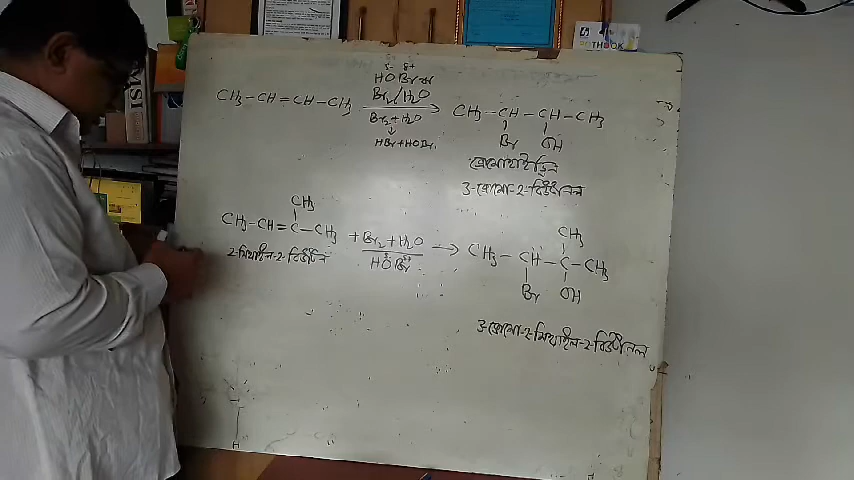 HOBr
CH₃-CH=CH-CH₃
Br₂/H₂O
Br₂+H₂O
HBr+HOBr
CH₃-CH-CH-CH₃
Br OH
ব্রোমোহাইড্রিন
3-ব্রোমো-2-বিউটানল
CH₃
CH₃-CH=C-CH₃
2-মিথাইল-2-বিউটিন
+Br₂+H₂O
HOBr
CH₃
CH₃-CH-C-CH₃
Br OH
3-ব্রোমো-2-মিথাইল-2-বিউটানল
MSI